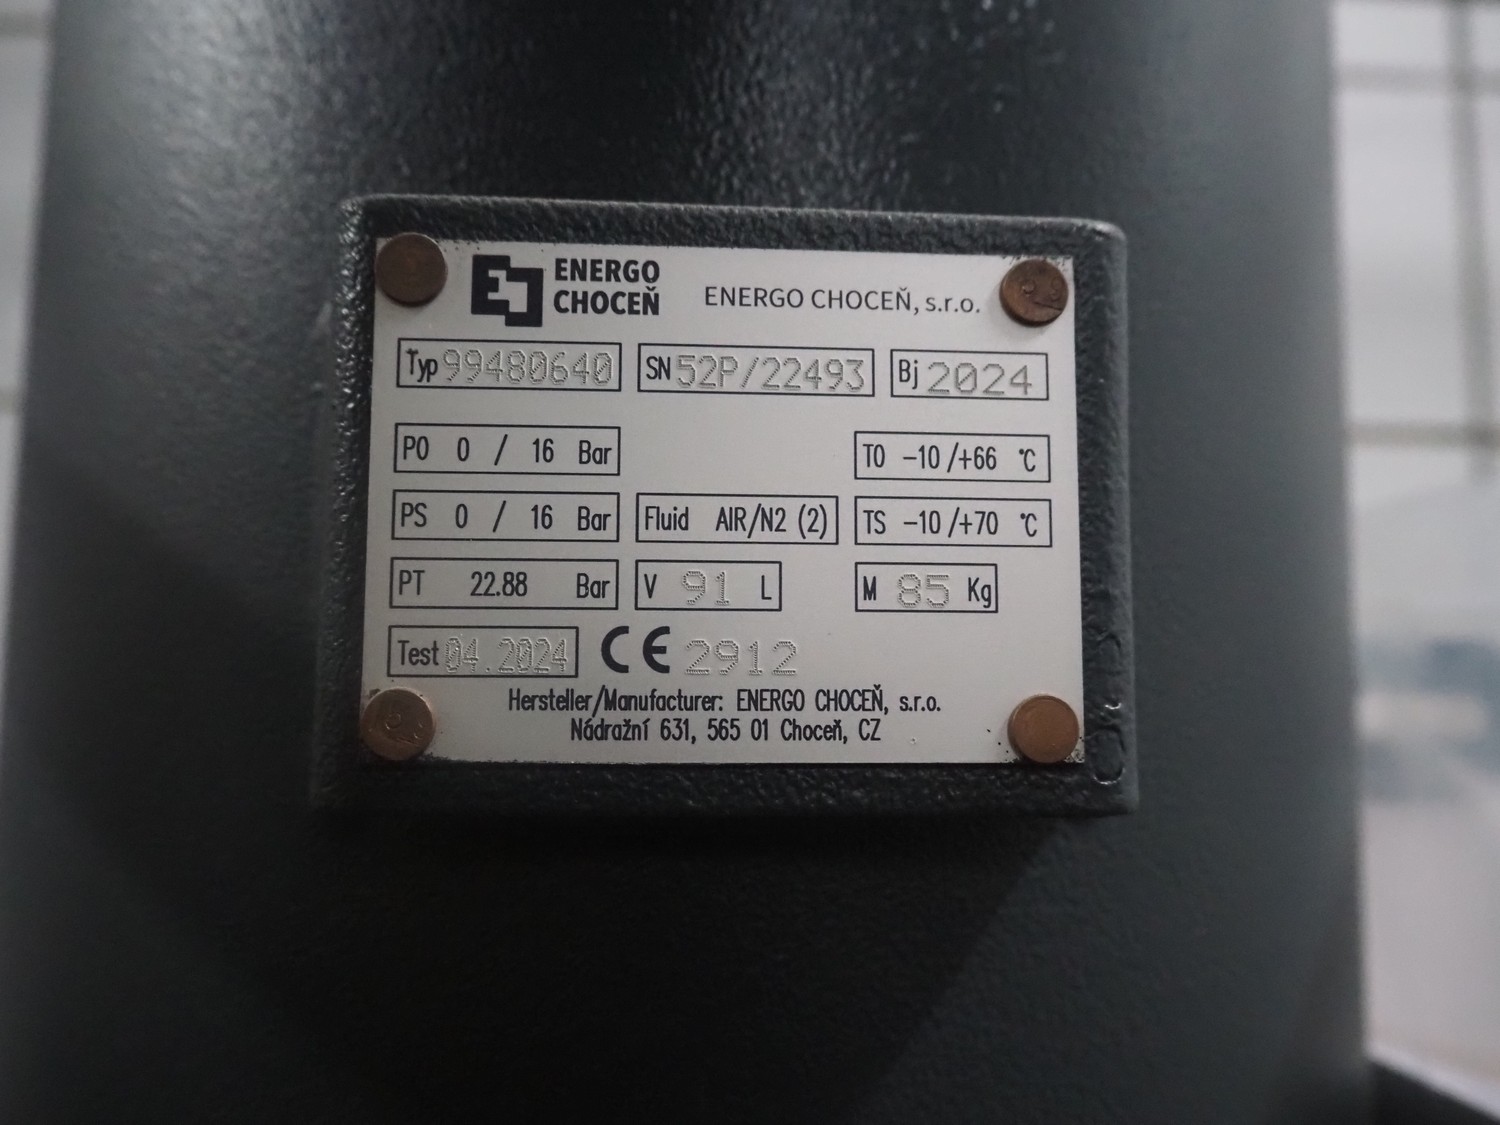 ENERGO
CHOCEŇ
ENERGO CHOCEŇ, s.r.o.
Typ 99480640 SN 52P/22493 Bj 2024
P0 0 / 16 Bar T0 -10/+66 °C
PS 0 / 16 Bar Fluid AIR/N2 (2) TS -10/+70 °C
PT 22.88 Bar V 91 L M 85 Kg
Test 04.2024 CE 2912
Hersteller/Manufacturer: ENERGO CHOCEŇ, s.r.o.
Nádražní 631, 565 01 Choceň, CZ